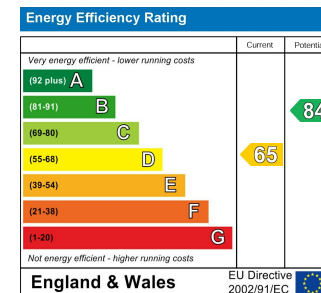 Energy Efficiency Rating
Current
Very energy efficient - lower running costs
(92 plus) A
(81-91) B
84
(69-80) C
(55-68) D
65
(39-54) E
(21-38) F
(1-20) G
Not energy efficient - higher running costs
England & Wales
EU Directive
2002/91/EC